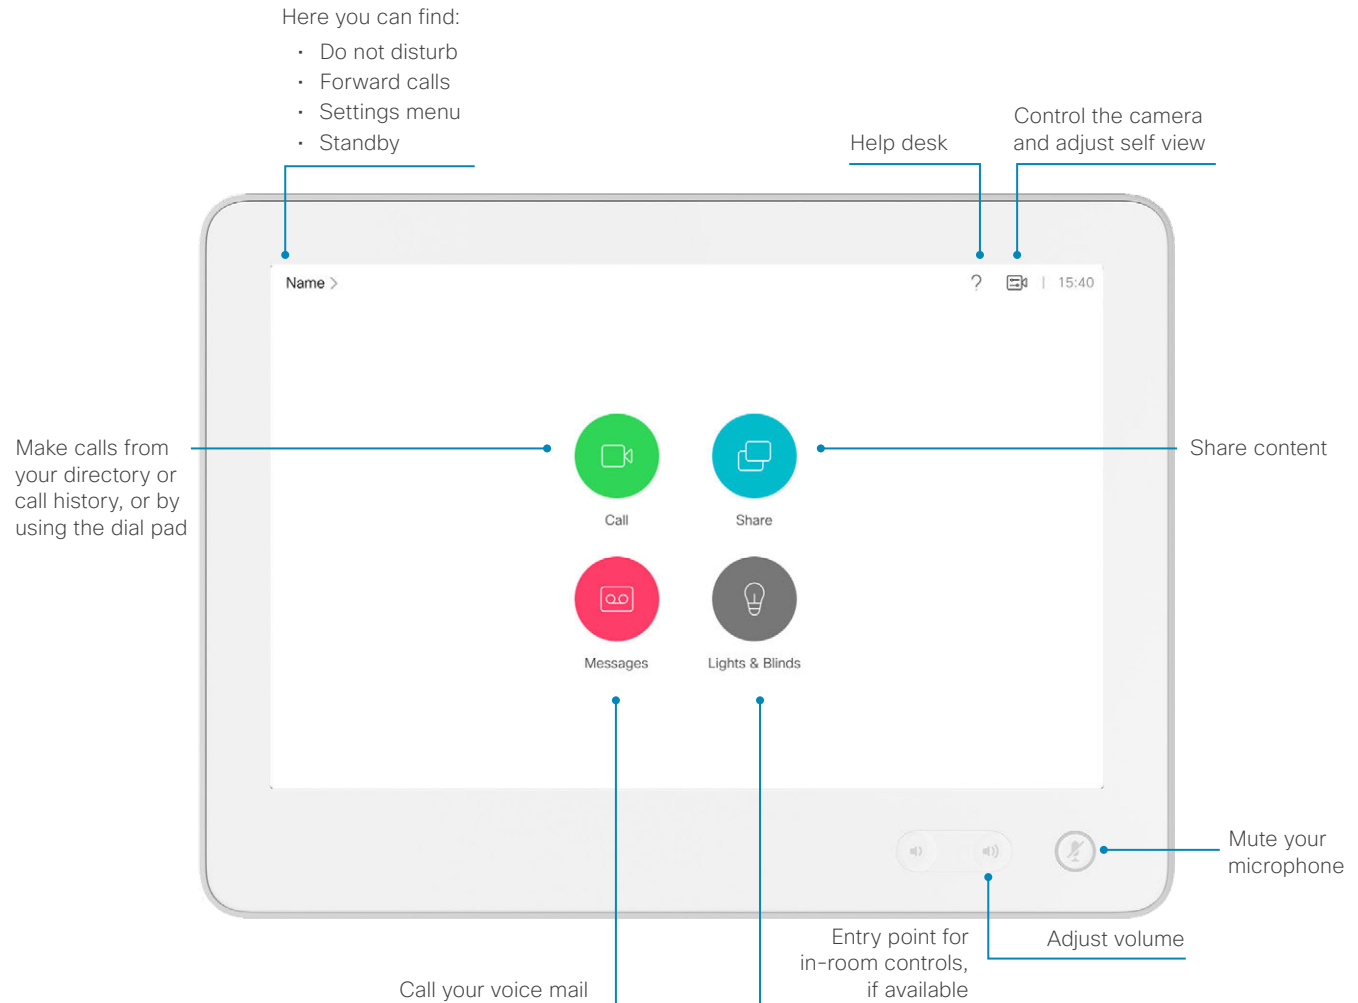 Here you can find:
· Do not disturb
· Forward calls
· Settings menu
· Standby
Help desk
Control the camera
and adjust self view
Name >
?
15:40
Make calls from
your directory or
call history, or by
using the dial pad
Share content
Call
Share
Messages
Lights & Blinds
Mute your
microphone
Adjust volume
Entry point for
in-room controls,
if available
Call your voice mail